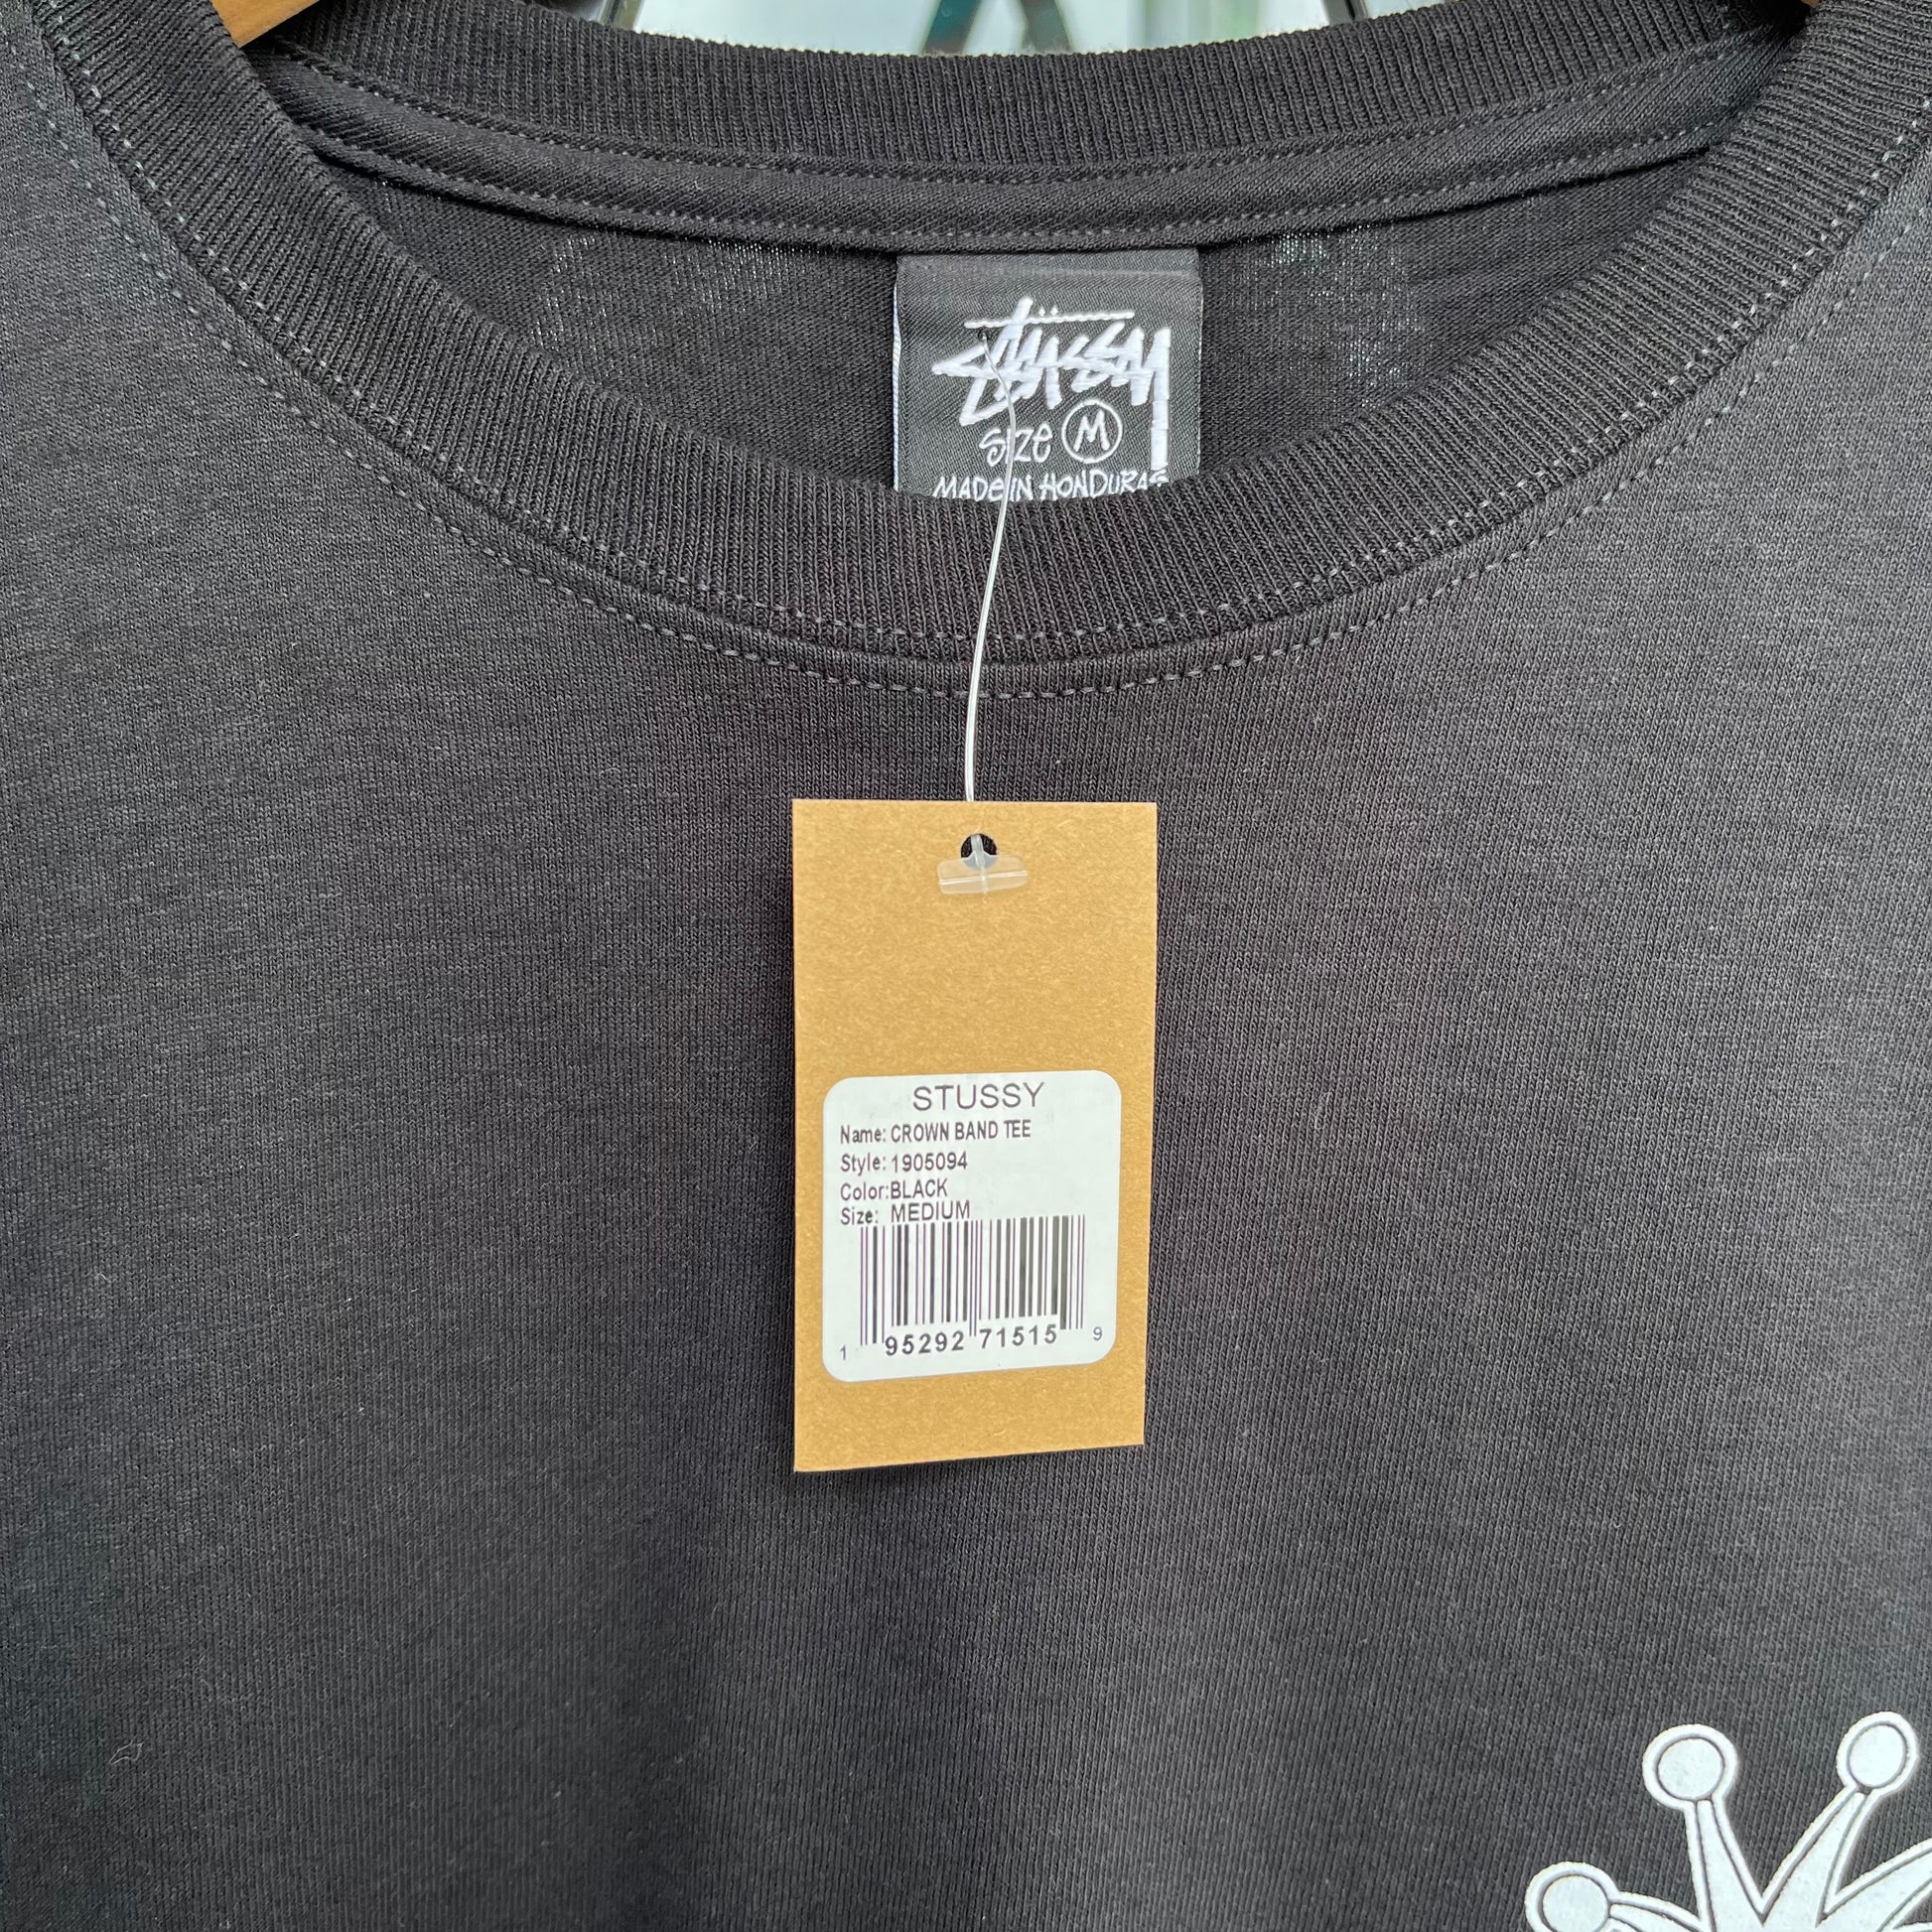 Stüssy
Size M
MADE IN HONDURAS
STUSSY
Name: CROWN BAND TEE
Style: 1905094
Color:BLACK
Size: MEDIUM
1 95292 71515 9